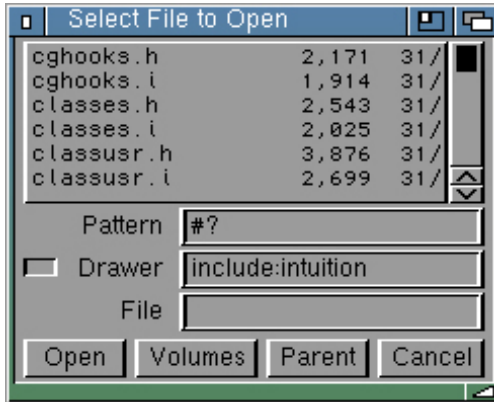 Select File to Open
cghooks.h 2,171 31/
cghooks.i 1,914 31/
classes.h 2,543 31/
classes.i 2,025 31/
classusr.h 3,876 31/
classusr.i 2,699 31/
Pattern #?
Drawer include:intuition
File
Open Volumes Parent Cancel